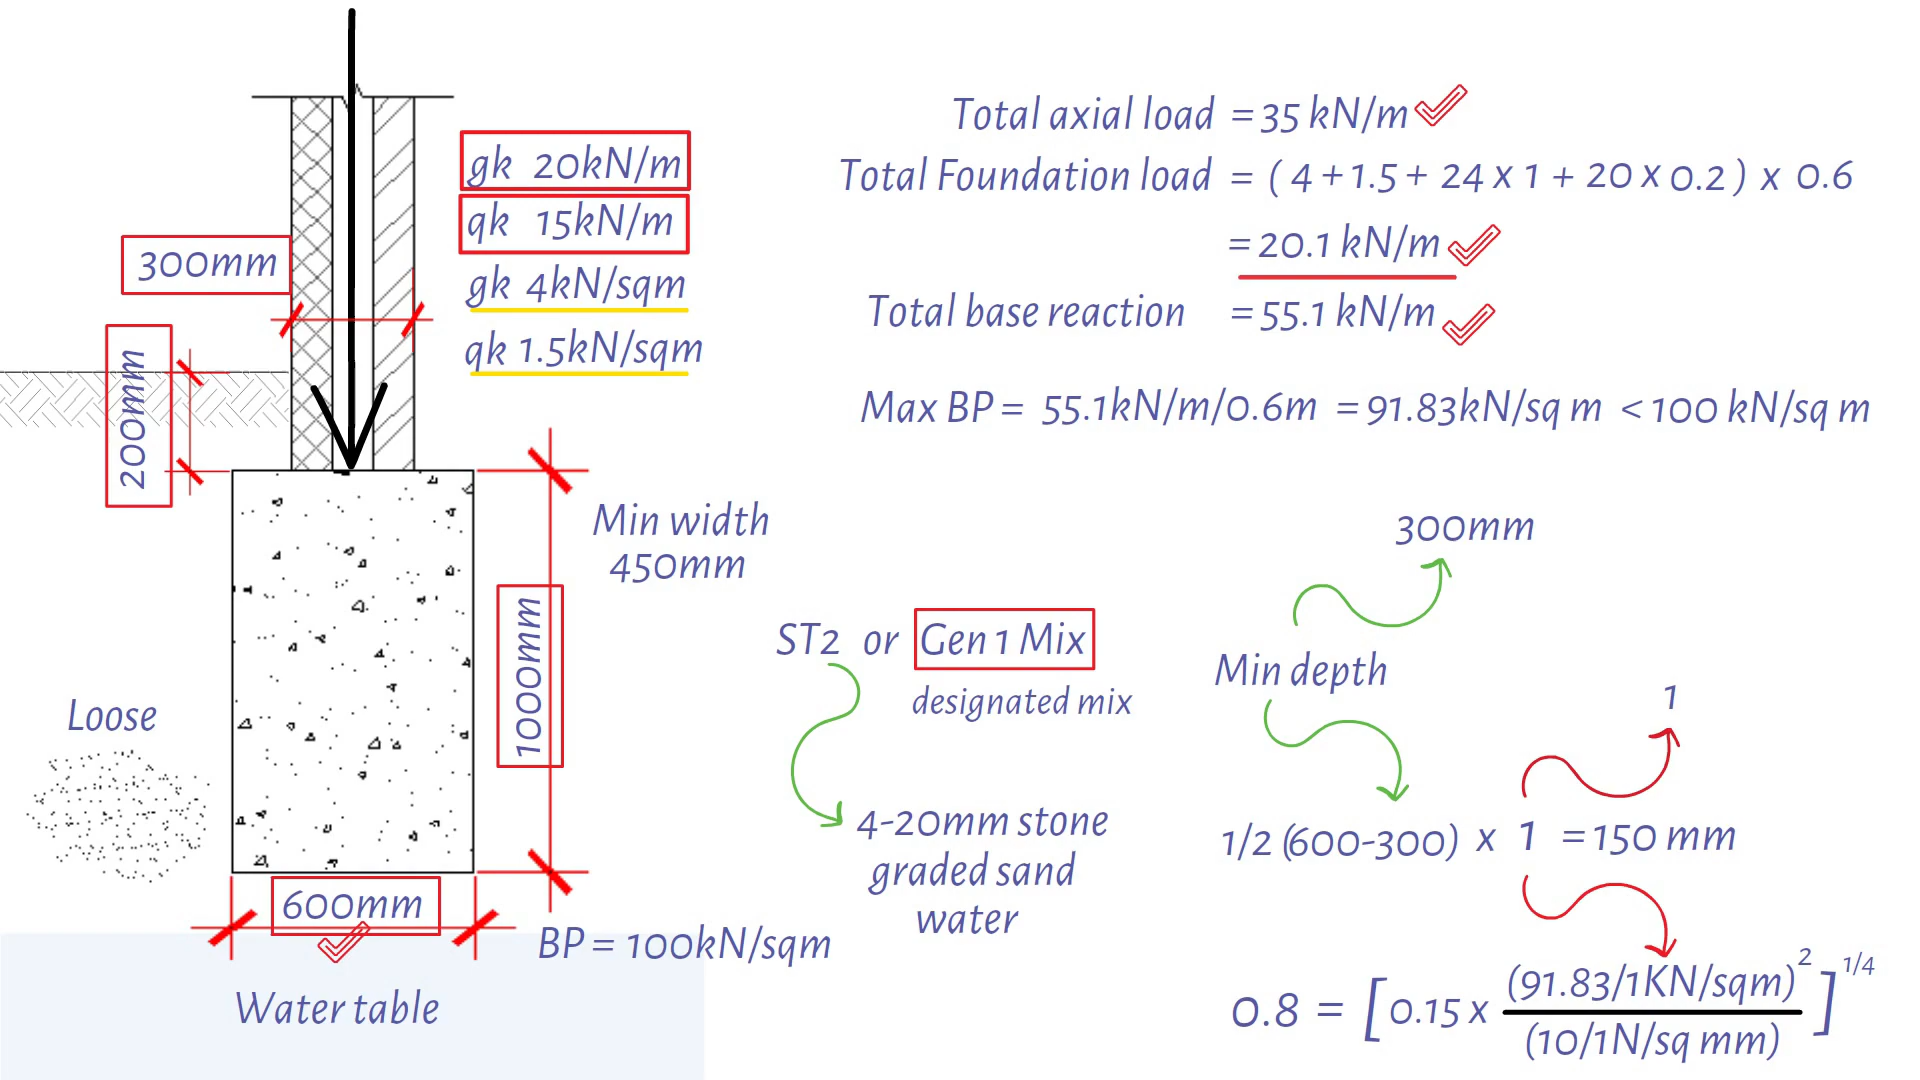 gk 20kN/m
qk 15kN/m
gk 4kN/sqm
qk 1.5kN/sqm
300mm
200mm
Min width
450mm
1000mm
Loose
600mm
BP = 100kN/sqm
Water table
Total axial load = 35 kN/m
Total Foundation load = ( 4 + 1.5 + 24 x 1 + 20 x 0.2 ) x 0.6
= 20.1 kN/m
Total base reaction = 55.1 kN/m
Max BP = 55.1kN/m/0.6m = 91.83kN/sq m < 100 kN/sq m
ST2 or Gen 1 Mix
designated mix
4-20mm stone
graded sand
water
300mm
Min depth
1
1/2 (600-300) x 1 = 150 mm
0.8 = [ 0.15 x (91.83/1KN/sqm)² / (10/1N/sq mm) ] 1/4